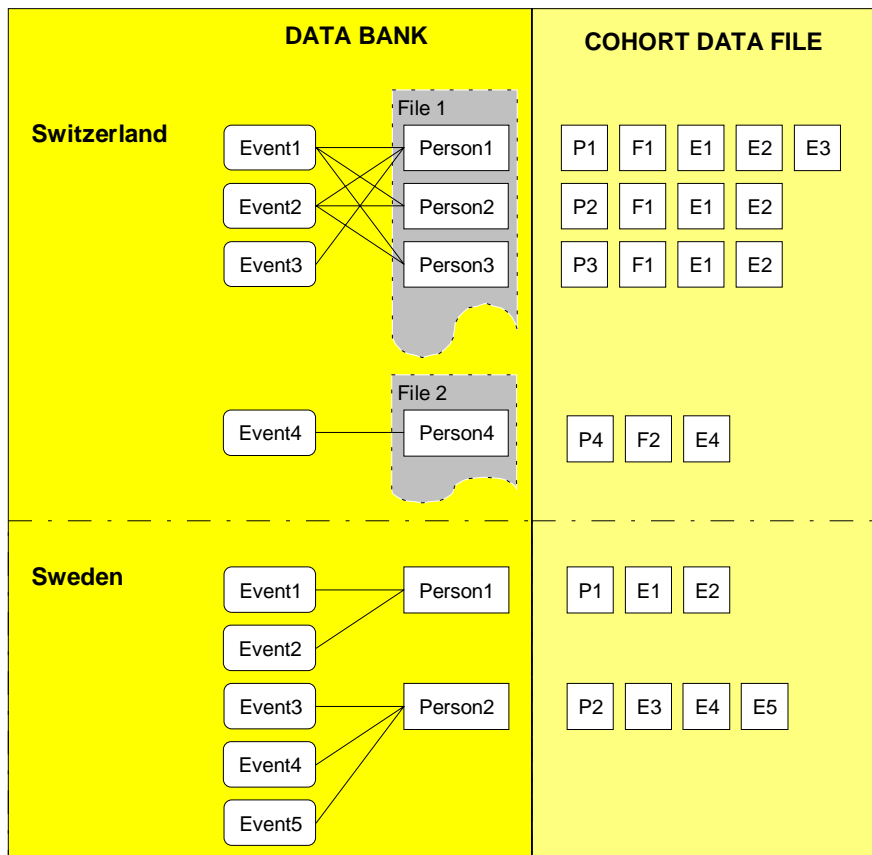 DATA BANK
COHORT DATA FILE
Switzerland
File 1
Event1 Person1 P1 F1 E1 E2 E3
Event2 Person2 P2 F1 E1 E2
Event3 Person3 P3 F1 E1 E2
File 2
Event4 Person4 P4 F2 E4
Sweden
Event1 Person1 P1 E1 E2
Event2
Event3 Person2 P2 E3 E4 E5
Event4
Event5